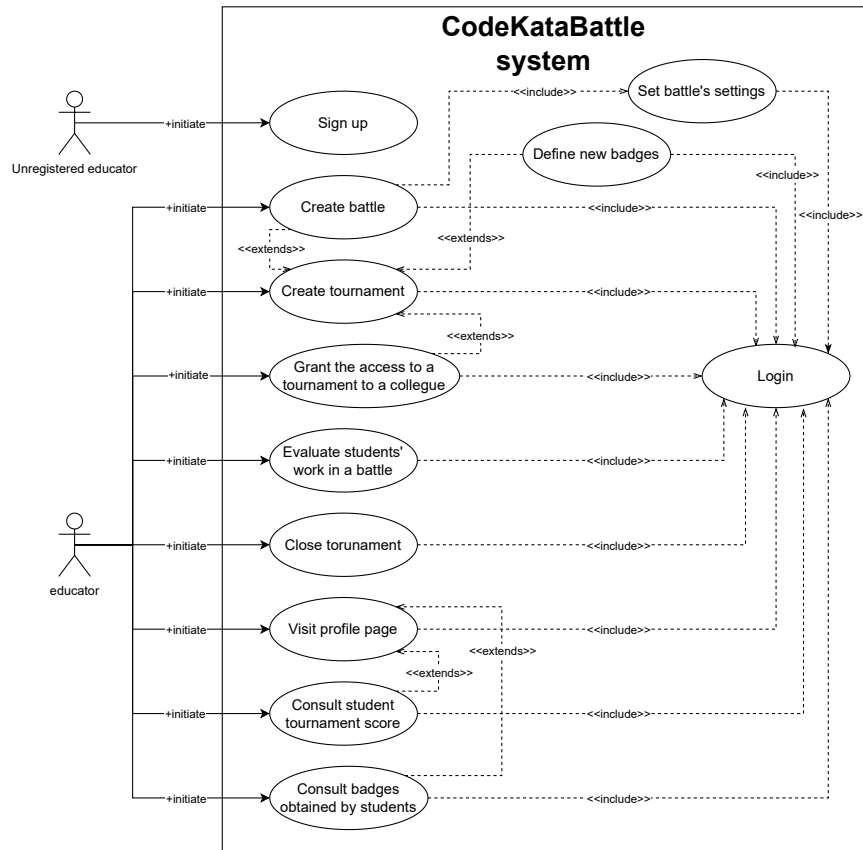 CodeKataBattle
system
<<include>>
Set battle's settings
+initiate
Sign up
Unregistered educator
Define new badges
<<include>>
+initiate
Create battle
<<include>>
<<include>>
<<extends>>
<<extends>>
+initiate
Create tournament
<<include>>
<<extends>>
+initiate
Grant the access to a
tournament to a collegue
<<include>>
Login
+initiate
Evaluate students'
work in a battle
<<include>>
educator
+initiate
Close torunament
<<include>>
+initiate
Visit profile page
<<include>>
<<extends>>
<<extends>>
+initiate
Consult student
tournament score
<<include>>
+initiate
Consult badges
obtained by students
<<include>>